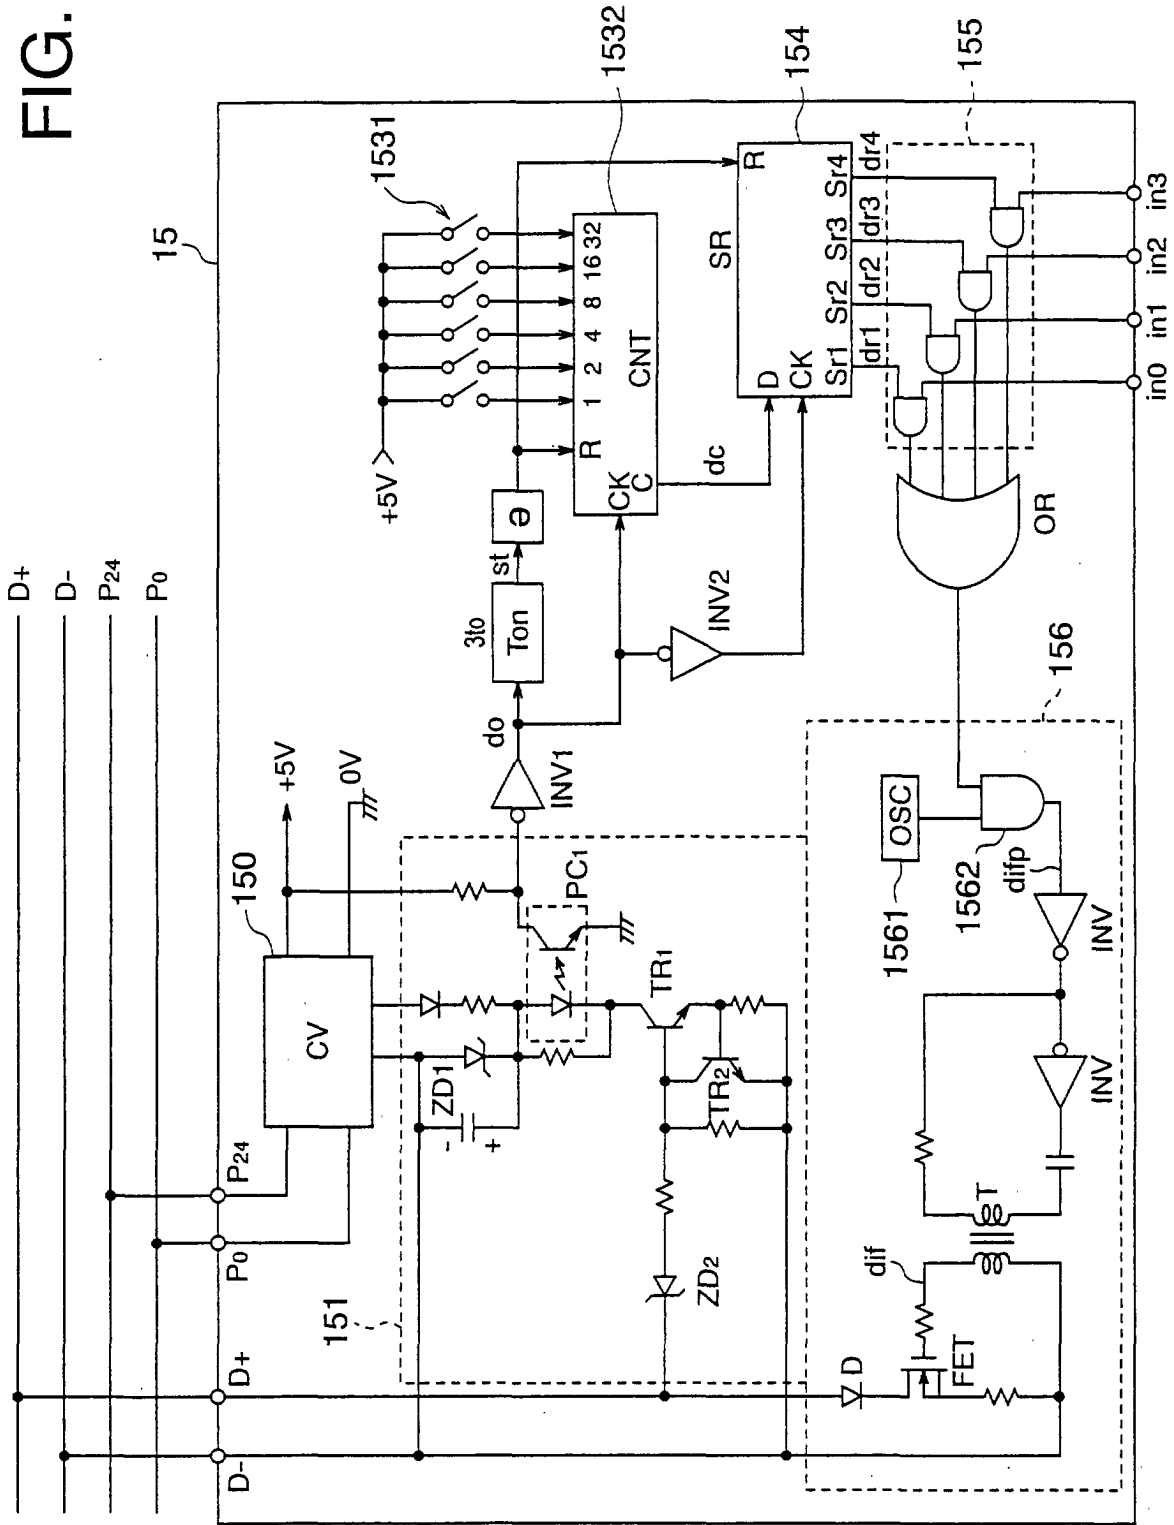 FIG.
D+
D-
P24
P0
15
D-
D+
P0
P24
150
CV
+5V
0V
151
ZD1
-
+
PC1
TR1
TR2
ZD2
INV1
do
3to
Ton
st
e
+5V
1531
R
1
2
4
8
16
32
CK
C
CNT
1532
dc
INV2
SR
R
D
CK
154
Sr1
Sr2
Sr3
Sr4
dr1
dr2
dr3
dr4
155
OR
in0
in1
in2
in3
156
OSC
1561
1562
difp
INV
INV
T
dif
D
FET